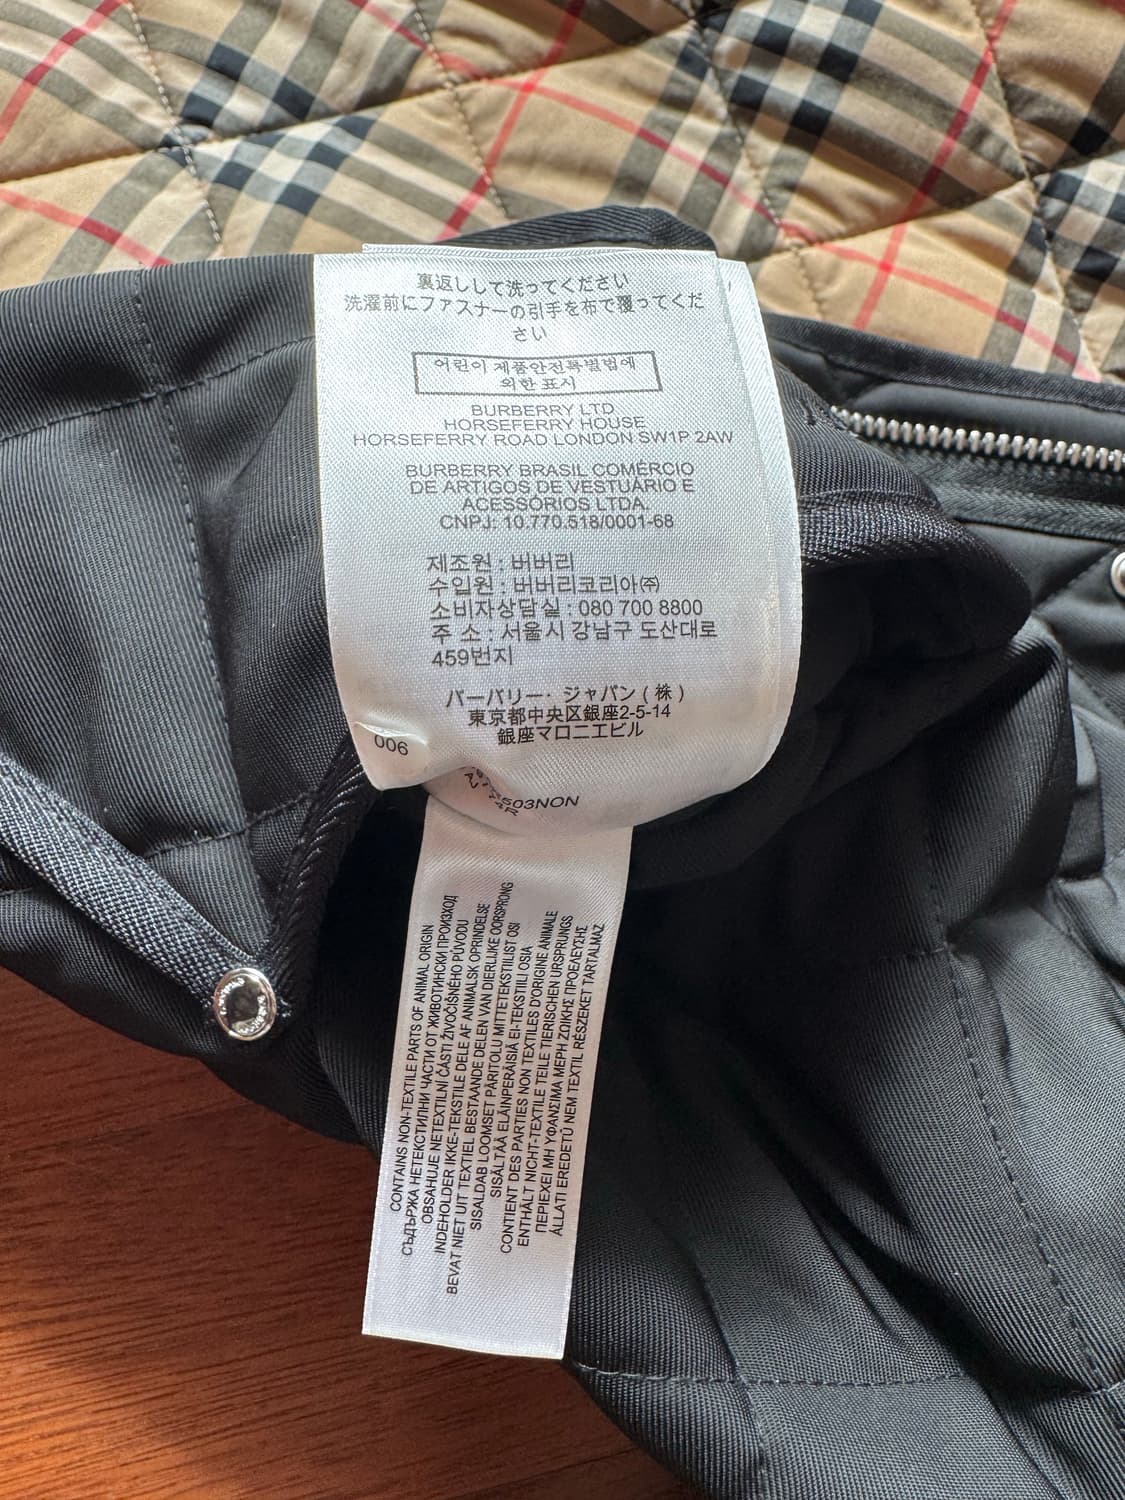 裏返しして洗ってください
洗濯前にファスナーの引手を布で覆ってくだ
さい
어린이 제품안전특별법에
의한 표시
BURBERRY LTD
HORSEFERRY HOUSE
HORSEFERRY ROAD LONDON SW1P 2AW
BURBERRY BRASIL COMÉRCIO
DE ARTIGOS DE VESTUÁRIO E
ACESSÓRIOS LTDA.
CNPJ: 10.770.518/0001-68
제조원 : 버버리
수입원 : 버버리코리아㈜
소비자상담실 : 080 700 8800
주 소 : 서울시 강남구 도산대로
459번지
バーバリー・ジャパン ( 株 )
東京都中央区銀座2-5-14
銀座マロニエビル
006
503NON
CONTAINS NON-TEXTILE PARTS OF ANIMAL ORIGIN
СЪДЪРЖА НЕТЕКСТИЛНИ ЧАСТИ ОТ ЖИВОТИНСКИ ПРОИЗХОД
OBSAHUJE NETEXTILNÍ ČÁSTI ŽIVOČIŠNÉHO PŮVODU
INDEHOLDER IKKE-TEKSTILE DELE AF ANIMALSK OPRINDELSE
BEVAT NIET UIT TEXTIEL BESTAANDE DELEN VAN DIERLIJKE OORSPRONG
SISALDAB LOOMSET PÄRITOLU MITTETEKSTIILIST OSI
SISÄLTÄÄ ELÄINPERÄISIÄ EI-TEKSTIILI OSIA
CONTIENT DES PARTIES NON TEXTILES D'ORIGINE ANIMALE
ENTHÄLT NICHT-TEXTILE TEILE TIERISCHEN URSPRUNGS
ΠΕΡΙΕΧΕΙ ΜΗ ΥΦΑΝΣΙΜΑ ΜΕΡΗ ΖΩΙΚΗΣ ΠΡΟΕΛΕΥΣΗΣ
ÁLLATI EREDETŰ NEM TEXTIL RÉSZEKET TARTALMAZ